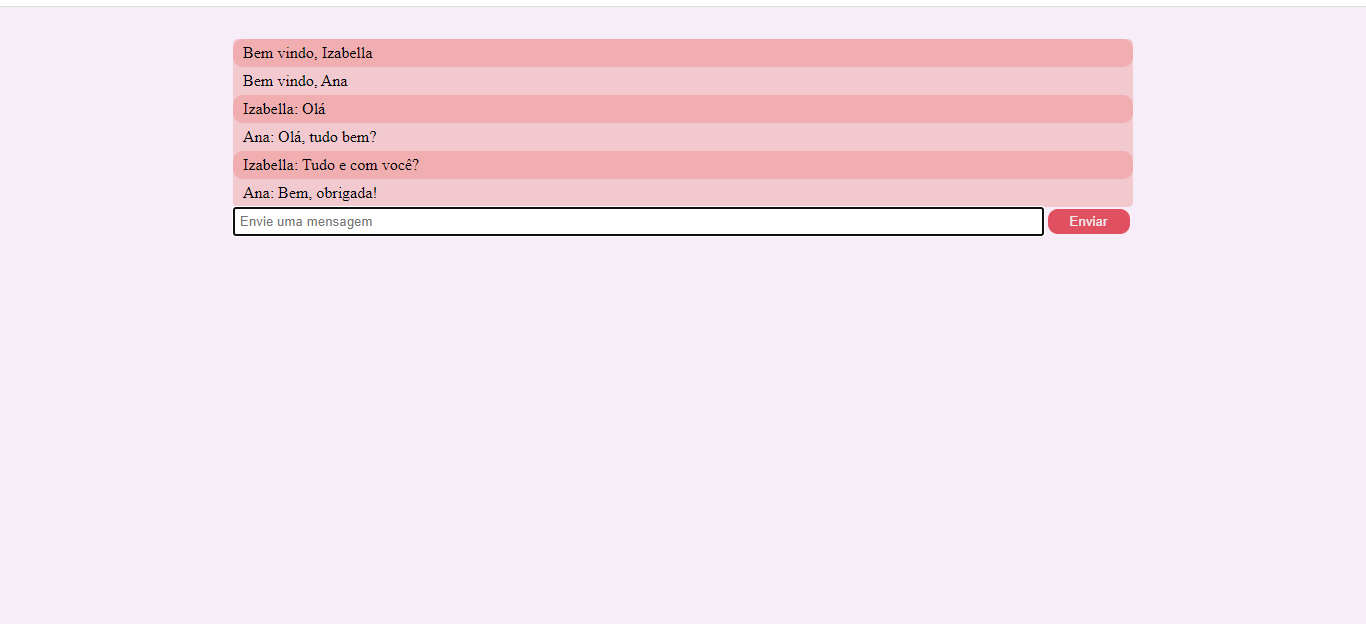 Bem vindo, Izabella
Bem vindo, Ana
Izabella: Olá
Ana: Olá, tudo bem?
Izabella: Tudo e com você?
Ana: Bem, obrigada!
Envie uma mensagem
Enviar